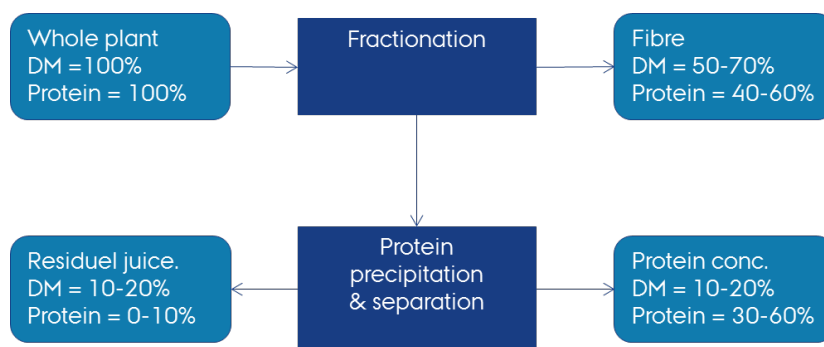 Whole plant
DM =100%
Protein = 100%
Fractionation
Fibre
DM = 50-70%
Protein = 40-60%
Residuel juice.
DM = 10-20%
Protein = 0-10%
Protein
precipitation
& separation
Protein conc.
DM = 10-20%
Protein = 30-60%